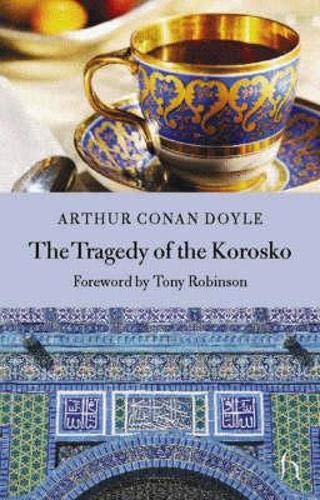 ARTHUR CONAN DOYLE
The Tragedy of the Korosko
Foreword by Tony Robinson